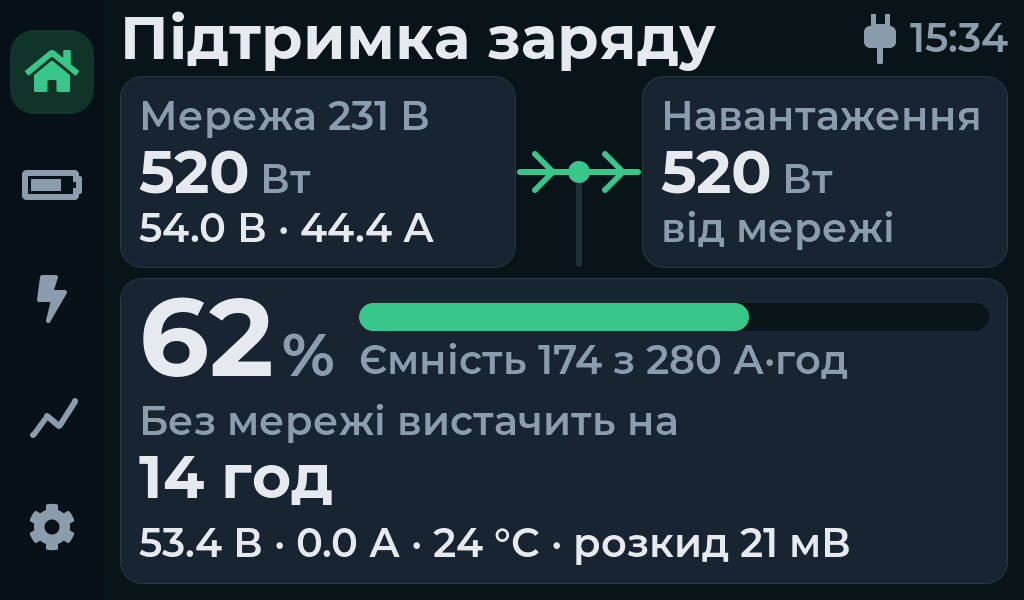 Підтримка заряду
15:34
Мережа 231 В
520 Вт
54.0 В · 44.4 А
Навантаження
520 Вт
від мережі
62 %
Ємність 174 з 280 А·год
Без мережі вистачить на
14 год
53.4 В · 0.0 А · 24 °C · розкид 21 мВ